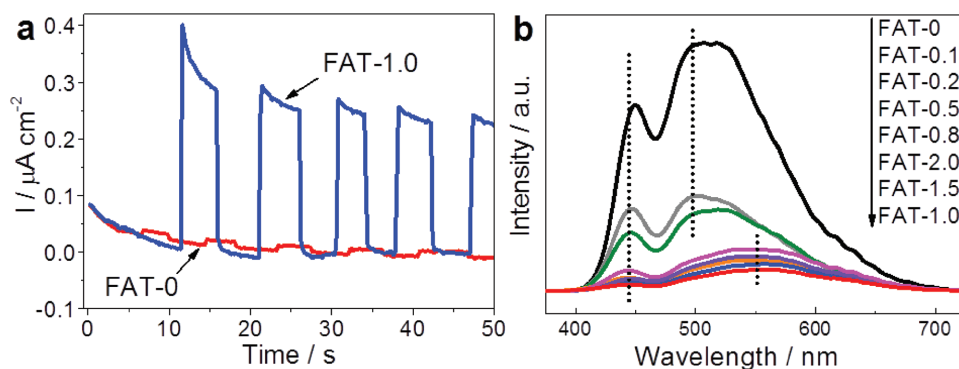 a
0.4
0.3
0.2
0.1
0.0
-0.1
I / μA cm⁻²
FAT-1.0
FAT-0
0 10 20 30 40 50
Time / s
b
Intensity / a.u.
FAT-0
FAT-0.1
FAT-0.2
FAT-0.5
FAT-0.8
FAT-2.0
FAT-1.5
FAT-1.0
400 500 600 700
Wavelength / nm